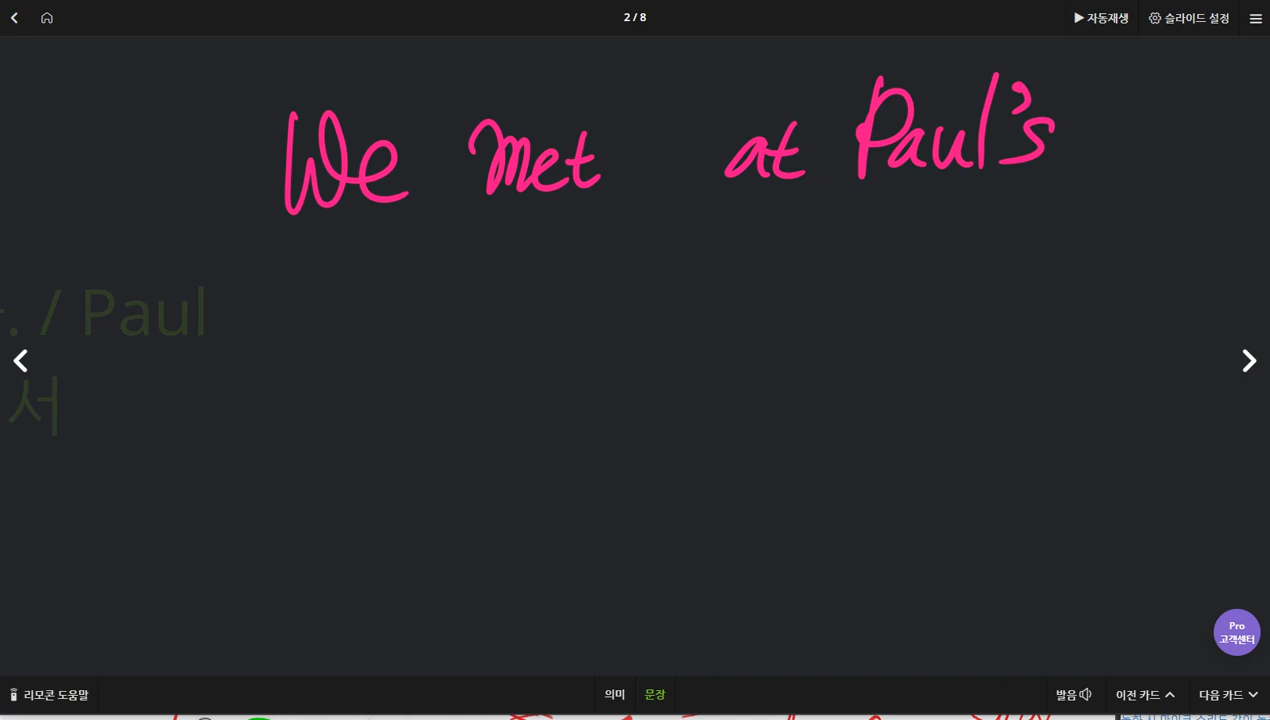 2 / 8
자동재생
슬라이드 설정
We met at Paul's
. / Paul
서
Pro
고객센터
리모콘 도움말
의미
문장
발음
이전 카드
다음 카드